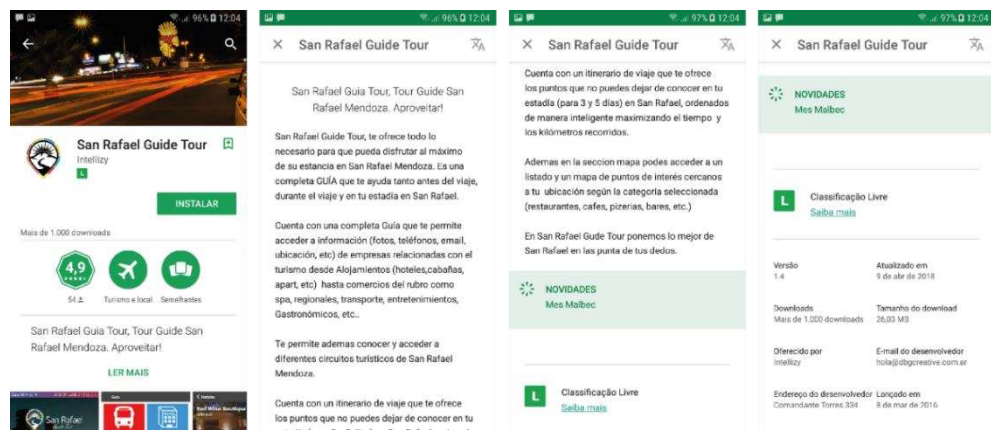 96% 12:04
San Rafael Guide Tour
Intellizy
L
INSTALAR
Mais de 1.000 downloads
4,9
54
Turismo e local
Semelhantes
San Rafael Guia Tour, Tour Guide San
Rafael Mendoza. Aproveitar!
LER MAIS
San Rafael
96% 12:04
San Rafael Guide Tour
San Rafael Guia Tour, Tour Guide San
Rafael Mendoza. Aproveitar!
San Rafael Guide Tour, te ofrece todo lo
necesario para que pueda disfrutar al máximo
de su estancia en San Rafael Mendoza. Es una
completa GUÍA que te ayuda tanto antes del viaje,
durante el viaje y en tu estadía en San Rafael.
Cuenta con una completa Guía que te permite
acceder a información (fotos, teléfonos, email,
ubicación, etc) de empresas relacionadas con el
turismo desde Alojamientos (hoteles,cabañas,
apart, etc) hasta comercios del rubro como
spa, regionales, transporte, entretenimientos,
Gastronómicos, etc..
Te permite ademas conocer y acceder a
diferentes circuitos turisticos de San Rafael
Mendoza.
Cuenta con un itinerario de viaje que te ofrece
los puntos que no puedes dejar de conocer en tu
97% 12:04
San Rafael Guide Tour
Cuenta con un itinerario de viaje que te ofrece
los puntos que no puedes dejar de conocer en tu
estadía (para 3 y 5 días) en San Rafael, ordenados
de manera inteligente maximizando el tiempo y
los kilómetros recorridos.
Ademas en la seccion mapa podes acceder a un
listado y un mapa de puntos de interés cercanos
a tu ubicación según la categoría seleccionada
(restaurantes, cafes, pizerias, bares, etc.)
En San Rafael Gude Tour ponemos lo mejor de
San Rafael en las punta de tus dedos.
NOVIDADES
Mes Malbec
L
Classificação Livre
Saiba mais
97% 12:04
San Rafael Guide Tour
NOVIDADES
Mes Malbec
L
Classificação Livre
Saiba mais
Versão Atualizado em
1.4 9 de abr de 2018
Downloads Tamanho do download
Mais de 1.000 downloads 26,03 MB
Oferecido por E-mail do desenvolvedor
Intellizy hola@dbgcreative.com.er
Endereço do desenvolvedor Lançado em
Comandante Torres 334 8 de mar de 2016